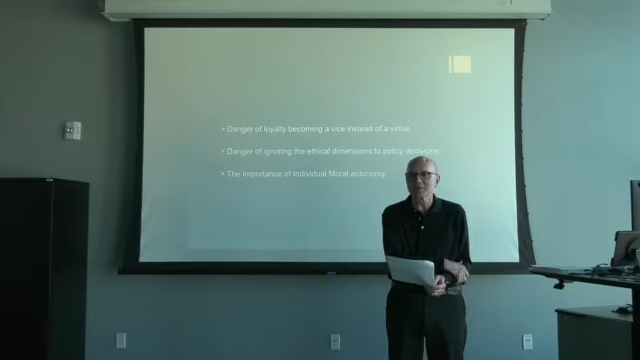 • Danger of loyalty becoming a vice instead of a virtue
• Danger of ignoring the ethical dimensions to policy decisions
• The Importance of Individual Moral autonomy